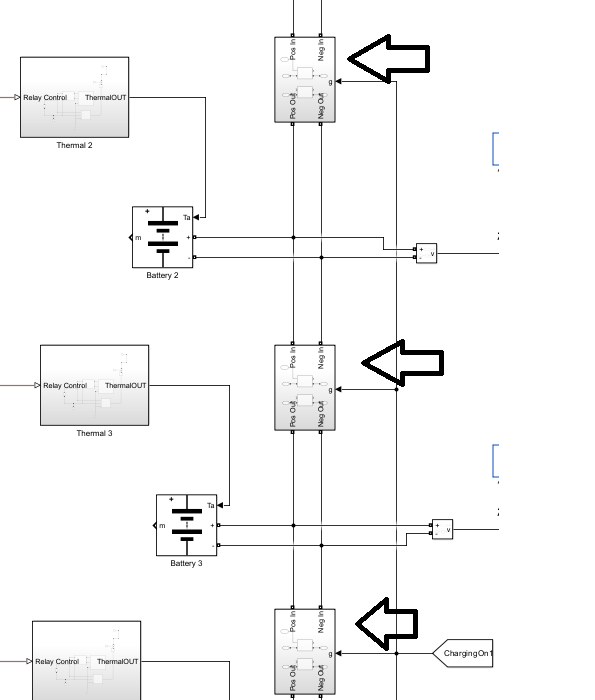 Pos In
Neg In
Relay Control
ThermalOUT
g
Pos Out
Neg Out
Thermal 2
+
Ta
m
+
-
+
-
v
Battery 2
Pos In
Neg In
Relay Control
ThermalOUT
g
Pos Out
Neg Out
Thermal 3
+
Ta
m
+
-
+
-
v
Battery 3
Pos In
Neg In
Relay Control
ThermalOUT
g
ChargingOn1
Pos Out
Neg Out